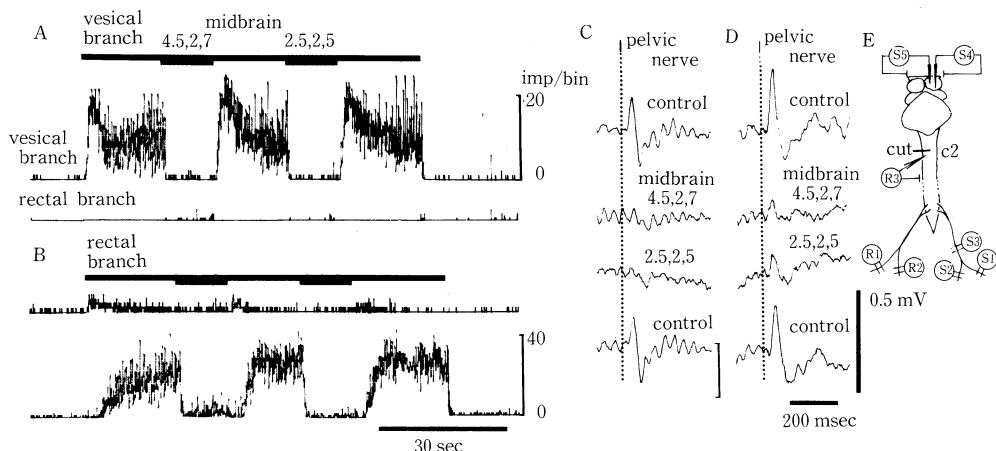 A
vesical branch
midbrain
4.5,2,7
2.5,2,5
imp/bin
20
0
vesical branch
rectal branch
B
rectal branch
40
0
30 sec
C
pelvic nerve
control
midbrain
4.5,2,7
2.5,2,5
control
D
pelvic nerve
control
4.5,2,7
2.5,2,5
control
0.5 mV
200 msec
E
S5
S4
cut
c2
R3
R1
R2
S2
S3
S1